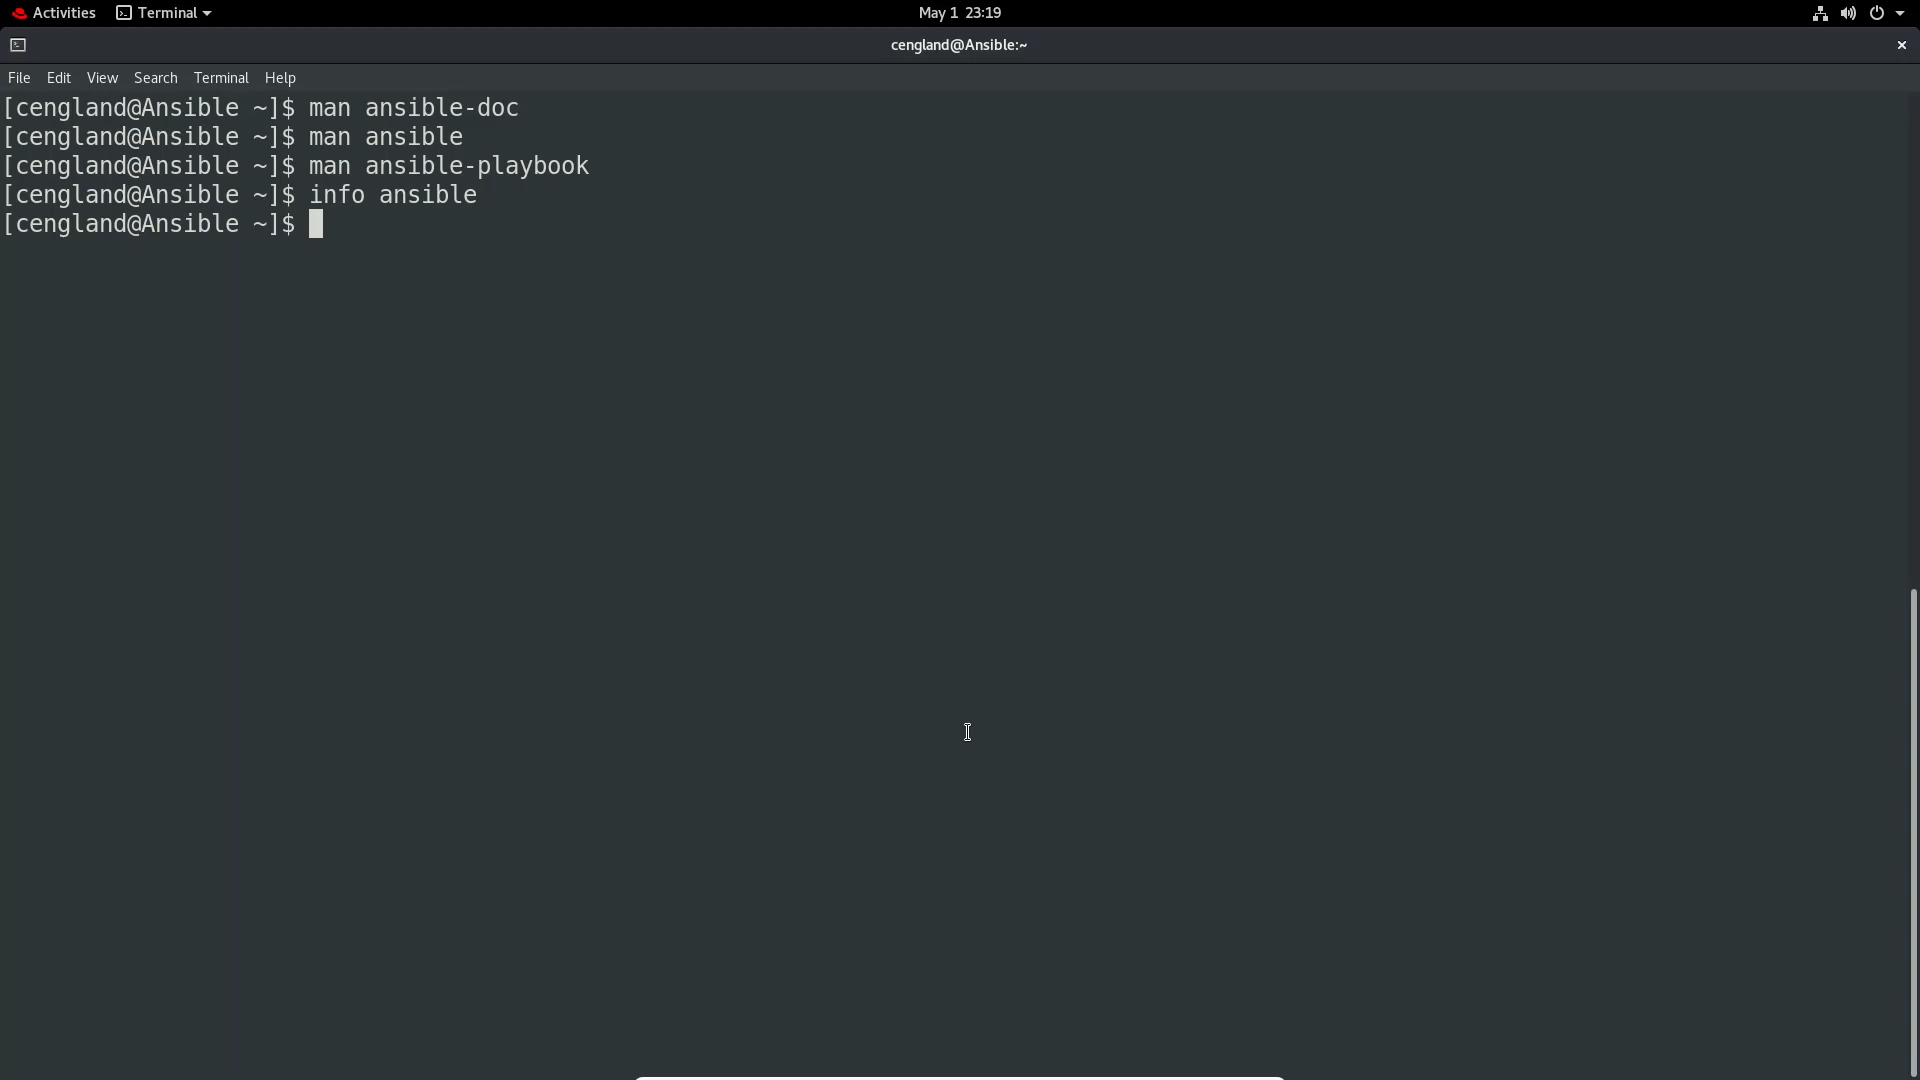 Activities Terminal May 1 23:19
cengland@Ansible:~
File Edit View Search Terminal Help
[cengland@Ansible ~]$ man ansible-doc
[cengland@Ansible ~]$ man ansible
[cengland@Ansible ~]$ man ansible-playbook
[cengland@Ansible ~]$ info ansible
[cengland@Ansible ~]$